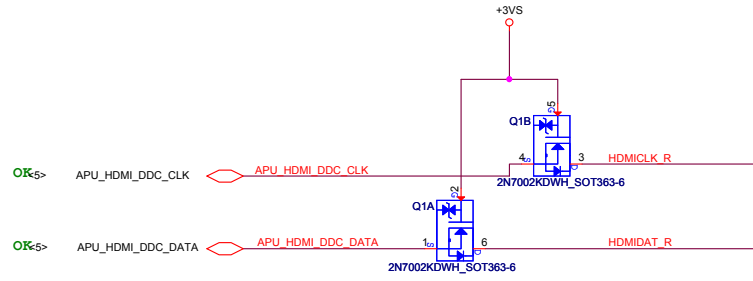 +3VS
5
G
Q1B
4
S
3
D
OK
<5>
APU_HDMI_DDC_CLK
APU_HDMI_DDC_CLK
HDMICLK_R
2N7002KDWH_SOT363-6
2
G
Q1A
OK
<5>
APU_HDMI_DDC_DATA
APU_HDMI_DDC_DATA
1
S
6
D
HDMIDAT_R
2N7002KDWH_SOT363-6